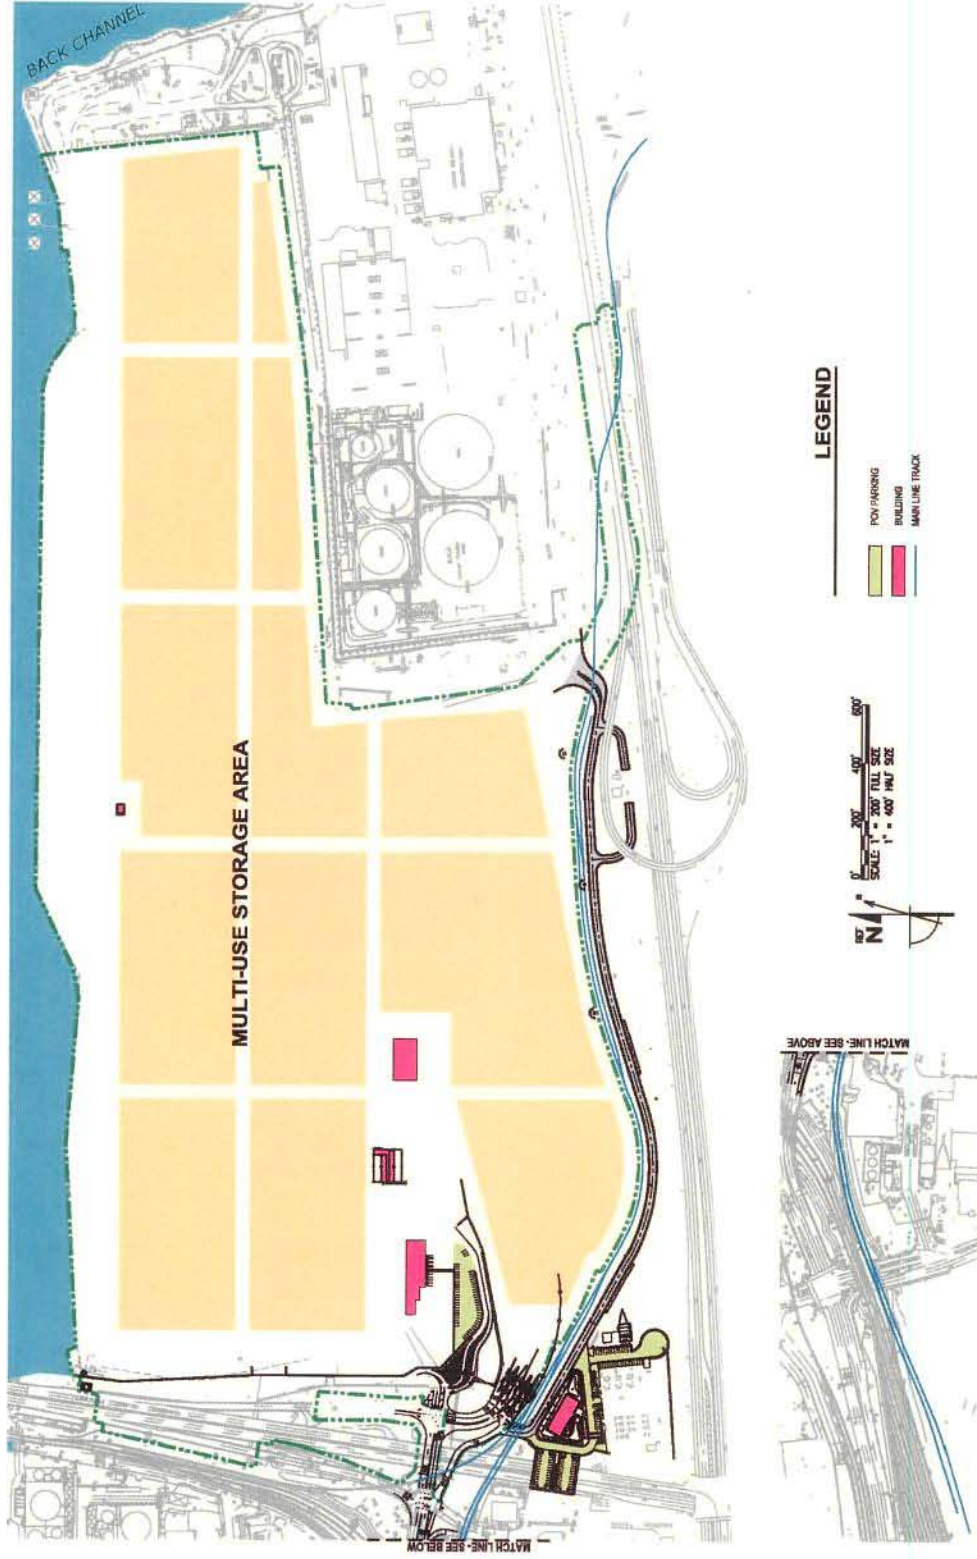 BACK CHANNEL
MULTI-USE STORAGE AREA
MATCH LINE- SEE BELOW
LEGEND
POV PARKING
BUILDING
MAIN LINE TRACK
N
0' 200' 400' 600'
SCALE: 1" = 200' FULL SIZE
1" = 400' HALF SIZE
MATCH LINE- SEE ABOVE